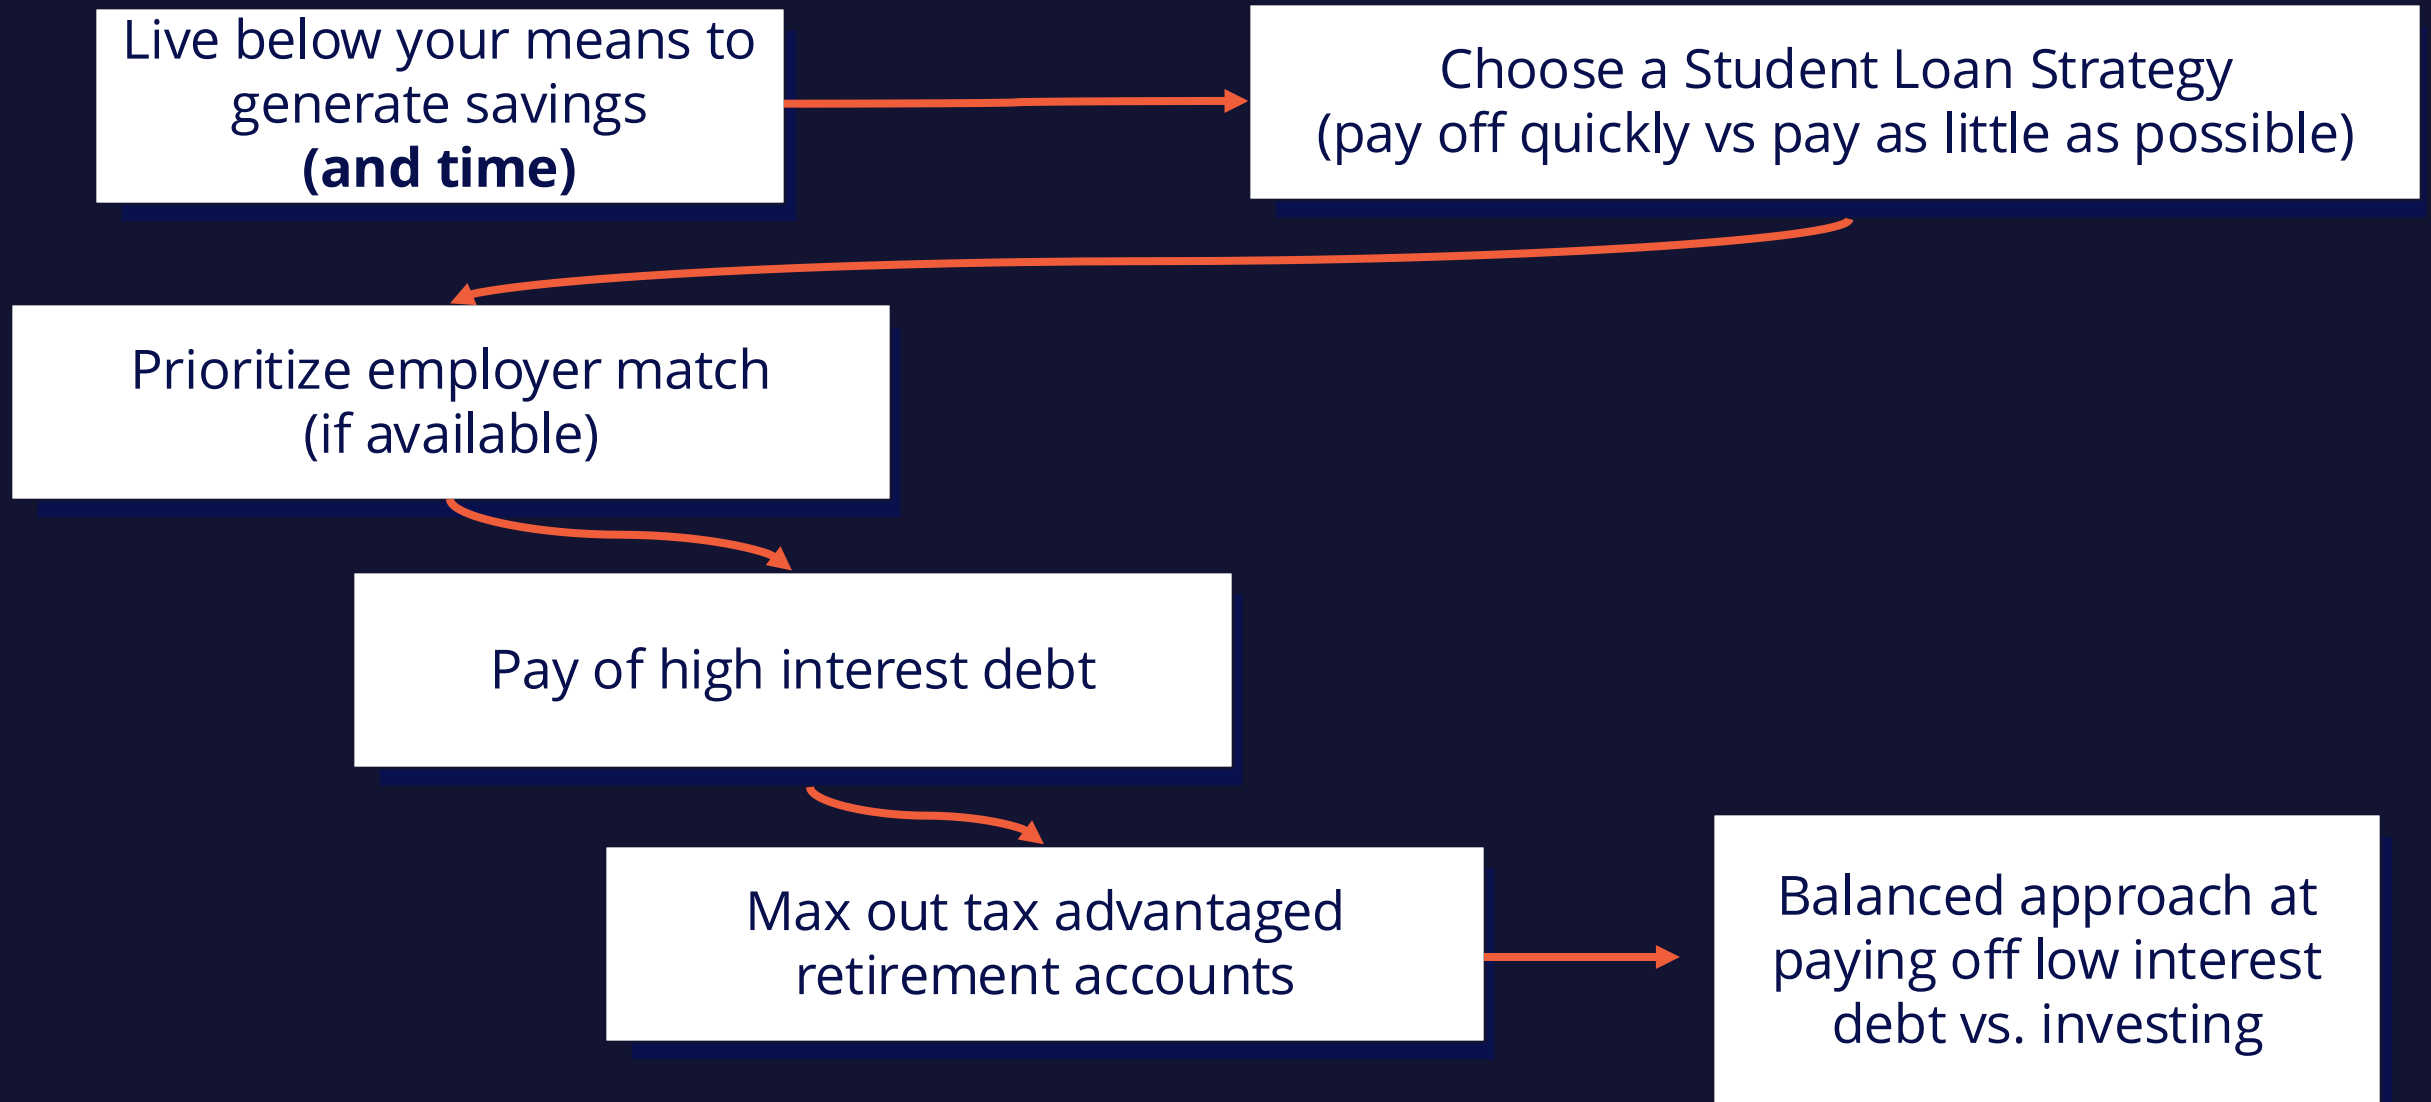 Live below your means to
generate savings
(and time)
Choose a Student Loan Strategy
(pay off quickly vs pay as little as possible)
Prioritize employer match
(if available)
Pay of high interest debt
Max out tax advantaged
retirement accounts
Balanced approach at
paying off low interest
debt vs. investing